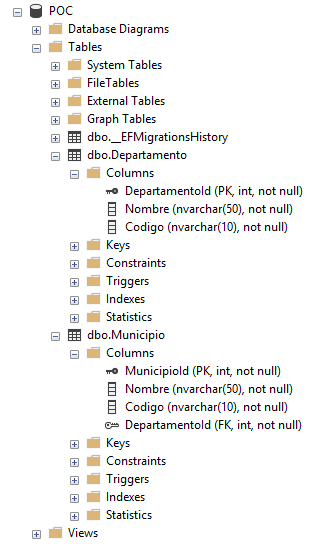 POC
Database Diagrams
Tables
System Tables
FileTables
External Tables
Graph Tables
dbo.__EFMigrationsHistory
dbo.Departamento
Columns
DepartamentoId (PK, int, not null)
Nombre (nvarchar(50), not null)
Codigo (nvarchar(10), not null)
Keys
Constraints
Triggers
Indexes
Statistics
dbo.Municipio
Columns
MunicipioId (PK, int, not null)
Nombre (nvarchar(50), not null)
Codigo (nvarchar(10), not null)
DepartamentoId (FK, int, not null)
Keys
Constraints
Triggers
Indexes
Statistics
Views